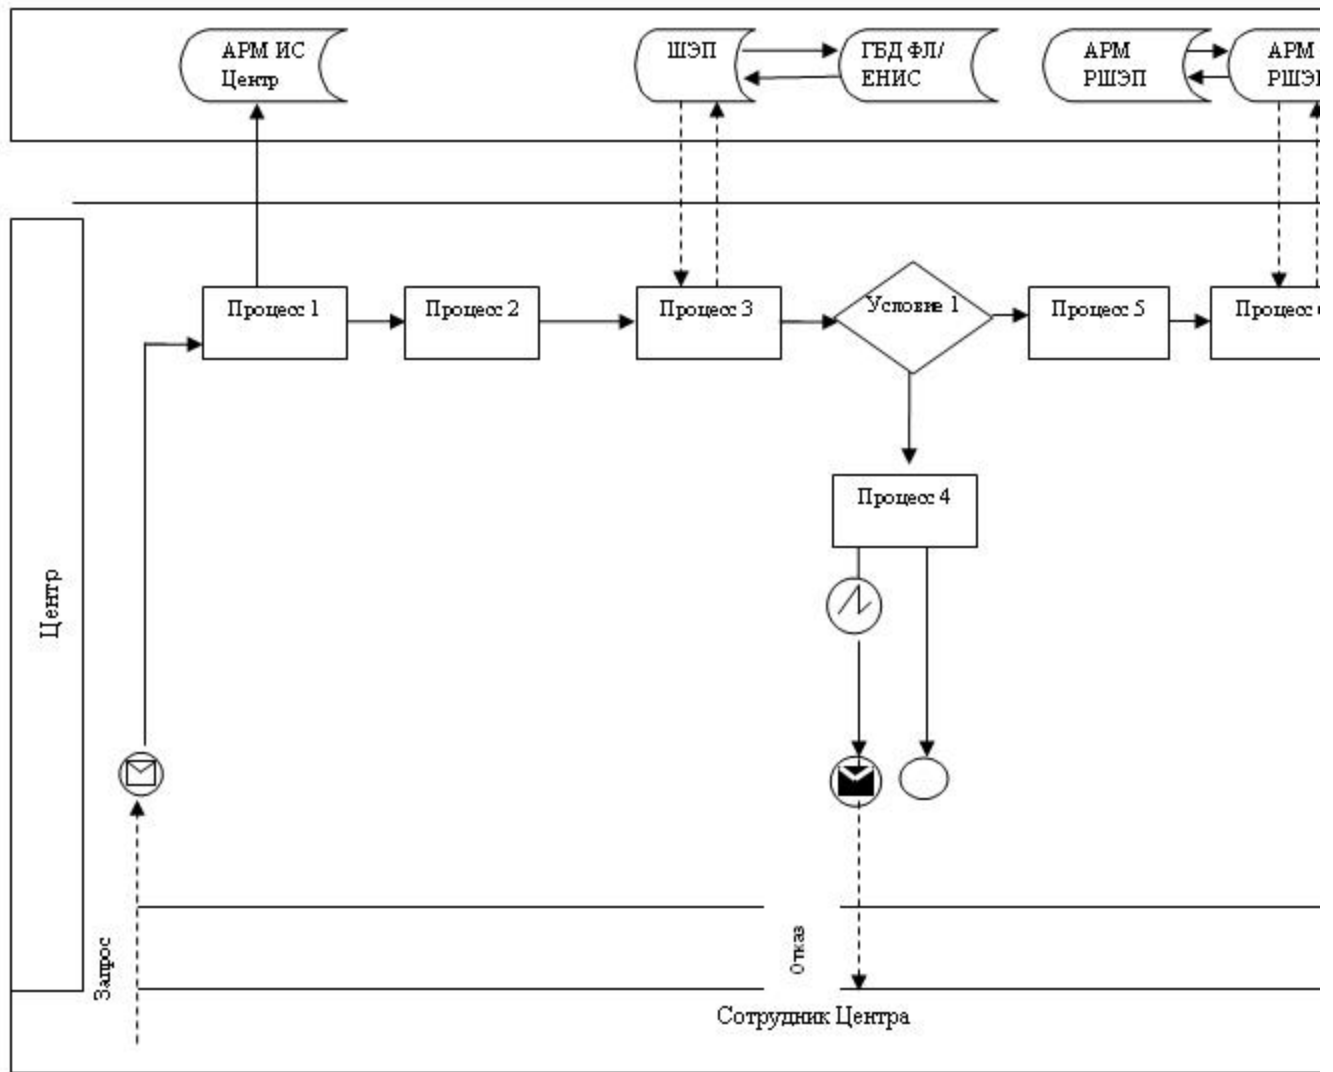 АРМ ИС
Центр
ШЭП
ГБД ФЛ/
ЕНИС
АРМ
РШЭП
АРМ
Процесс 1
Процесс 2
Процесс 3
Условие 1
Процесс 5
Процесс
Процесс 4
Центр
Запрос
Отказ
Сотрудник Центра